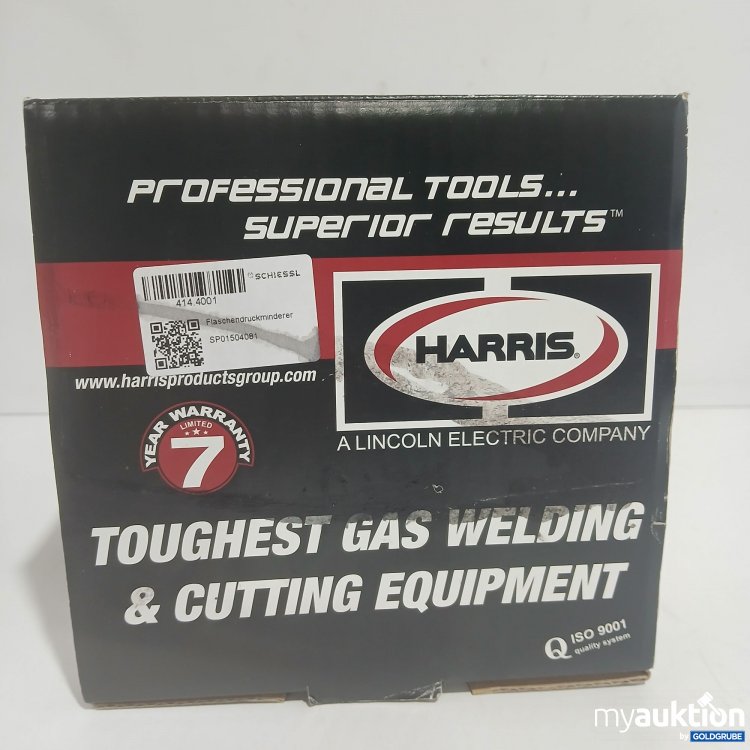 PROFESSIONAL TOOLS...
SUPERIOR RESULTS™
SCHIESSL
414.4001
Flaschendruckminderer
SP01504081
www.harrisproductsgroup.com
HARRIS®
A LINCOLN ELECTRIC COMPANY
7 YEAR WARRANTY
LIMITED
TOUGHEST GAS WELDING
& CUTTING EQUIPMENT
Q ISO 9001
quality system
myauktion
by GOLDGRUBE